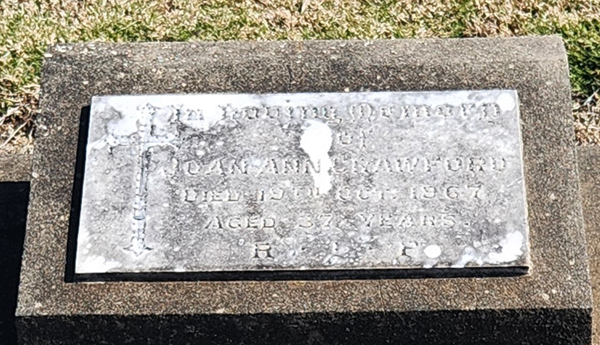 In Loving Memory
of
JOAN ANN CRAWFORD
DIED 19TH OCT. 1967
AGED 37 YEARS.
R. I. P.